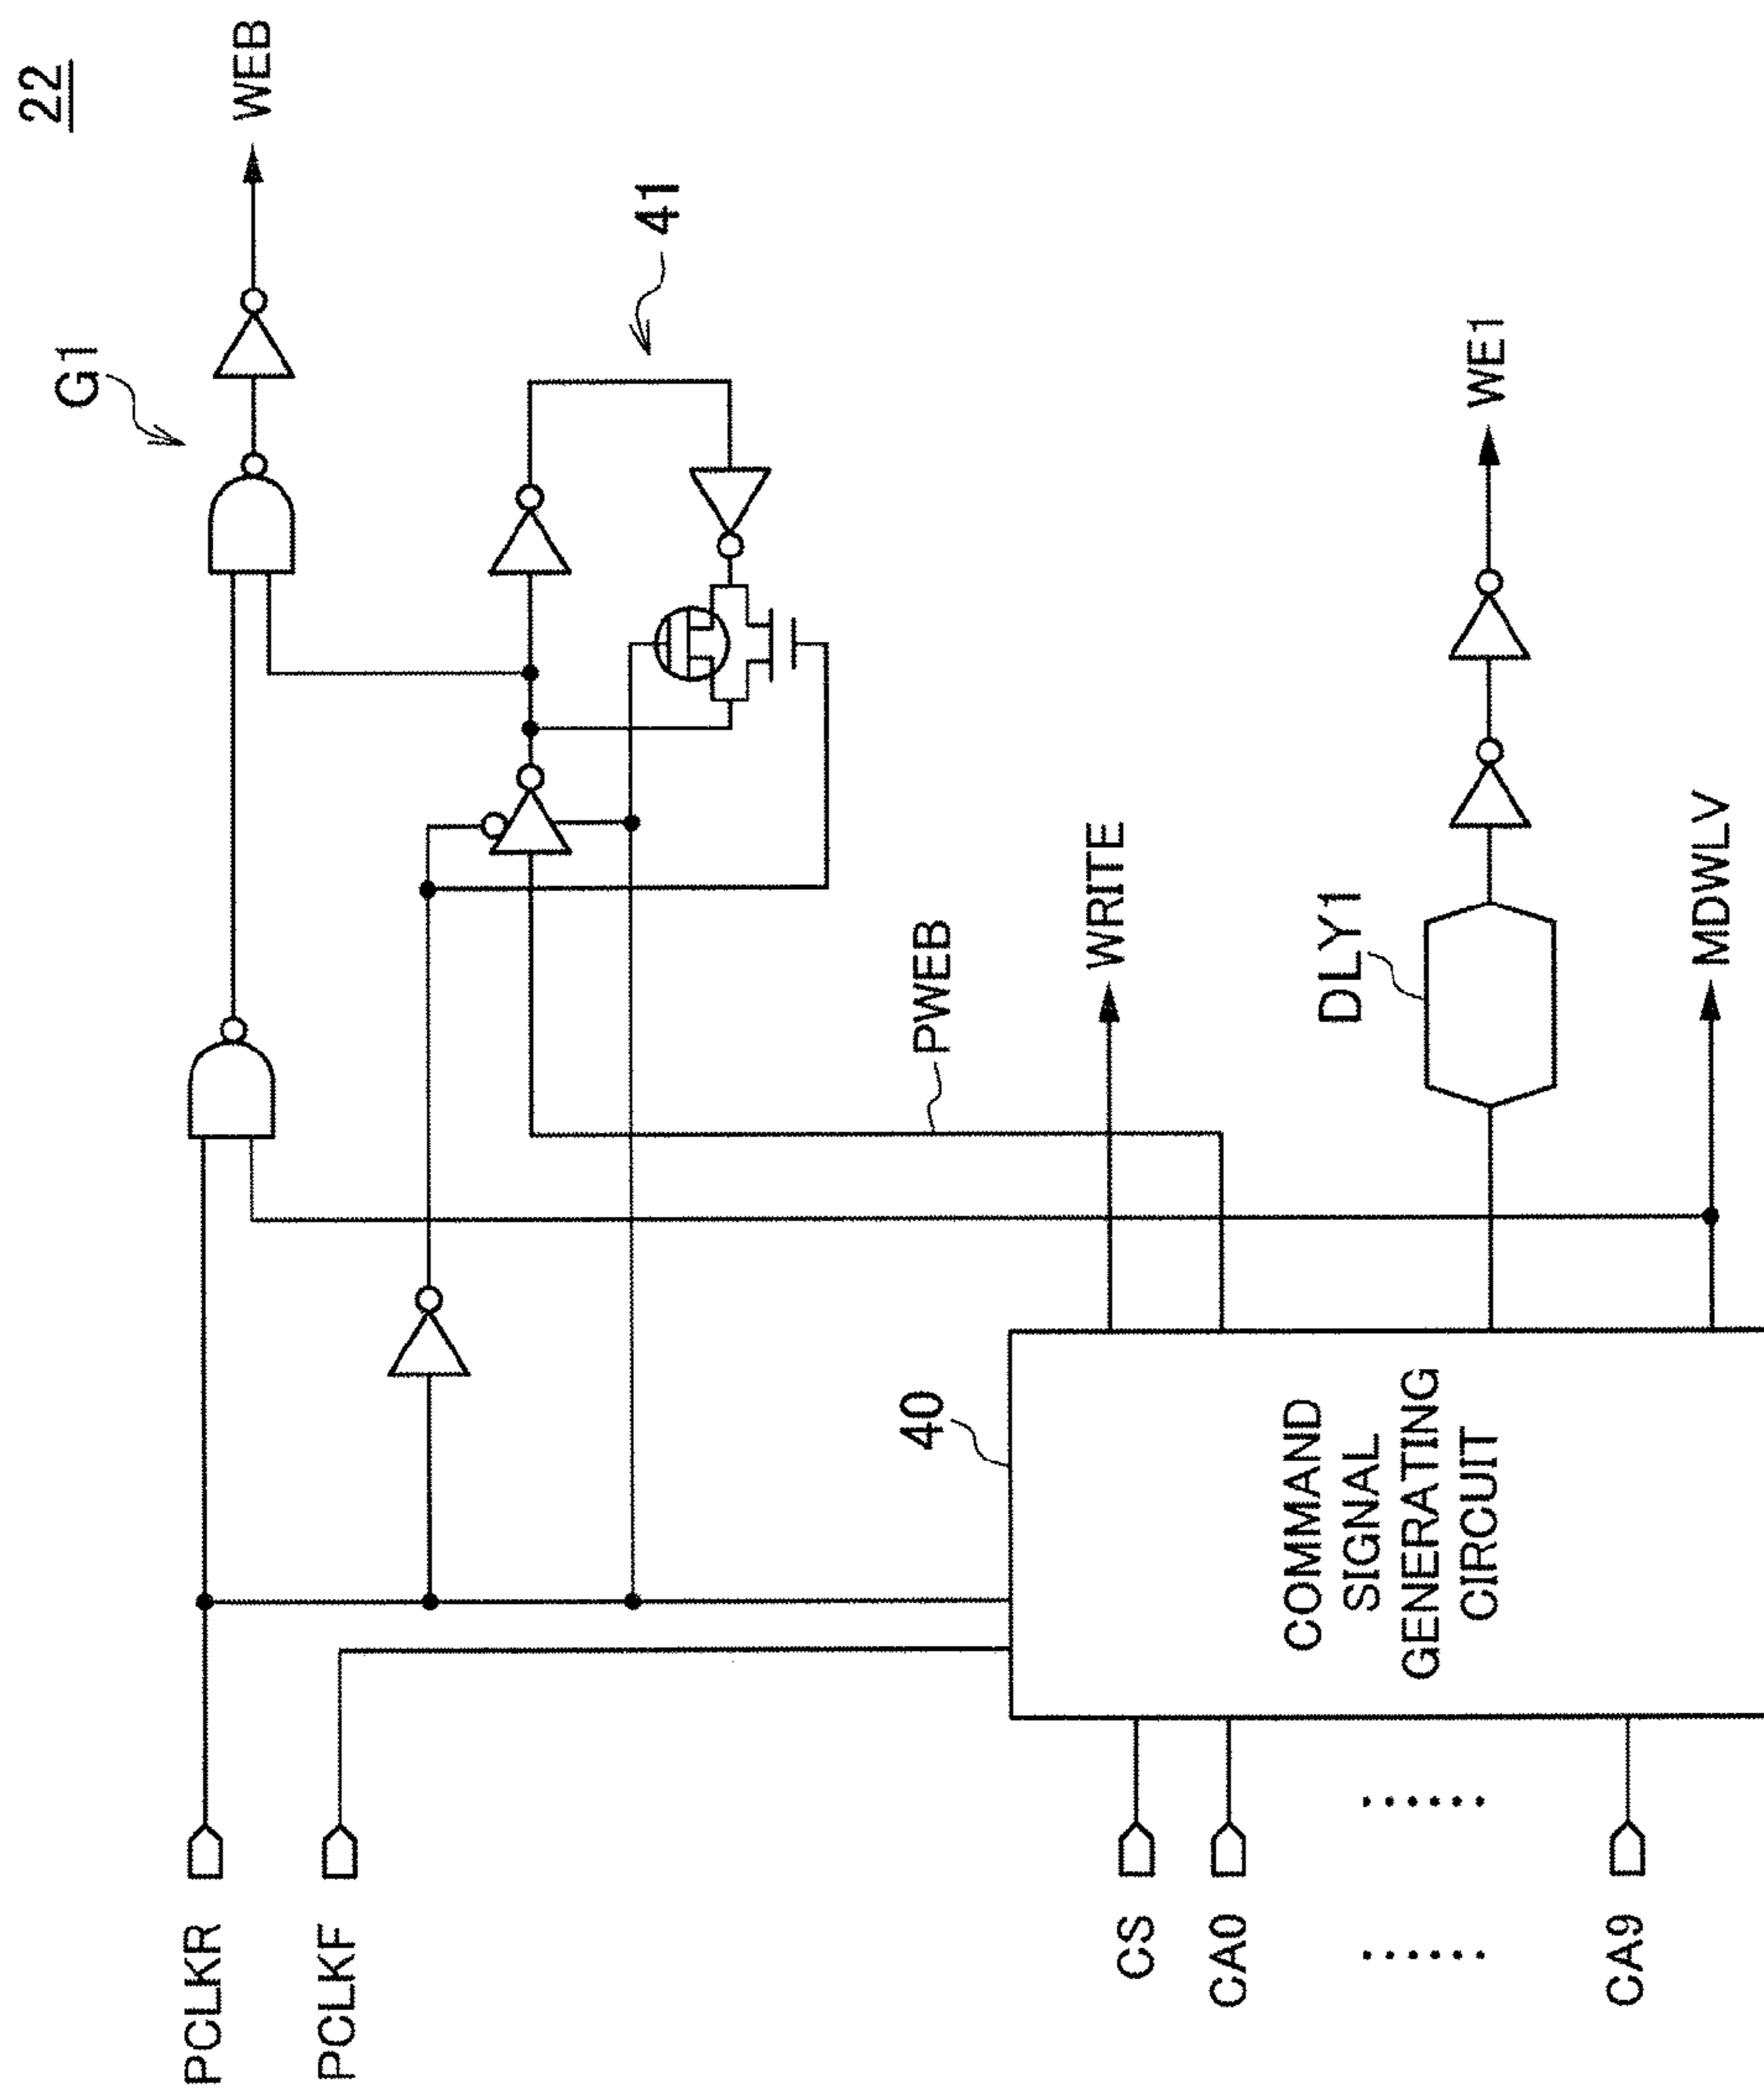 22
PCLKR
PCLKF
G1
WEB
41
PWEB
40
COMMAND
SIGNAL
GENERATING
CIRCUIT
CS
CA0
......
......
CA9
WRITE
DLY1
WE1
MDWLV